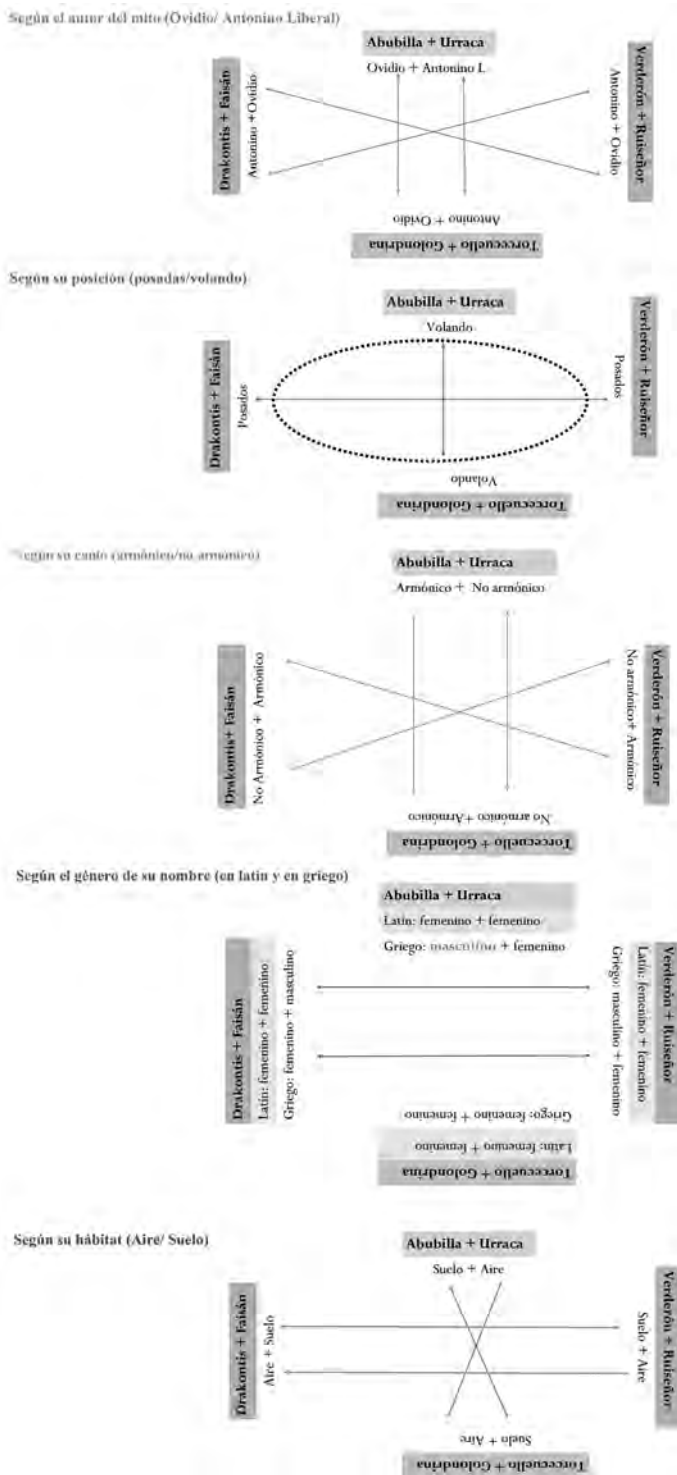 Según el autor del mito (Ovidio/ Antonino Liberal)
Abubilla + Urraca
Ovidio + Antonino L
Drakontis + Faisán
Antonino +Ovidio
Antonino + Ovidio
Verderón + Ruiseñor
Antonino + Ovidio
Torcecuello + Golondrina
Según su posición (posadas/volando)
Abubilla + Urraca
Volando
Drakontis + Faisán
Posados
Posados
Verderón + Ruiseñor
Volando
Torcecuello + Golondrina
Según su canto (armónico/no armónico)
Abubilla + Urraca
Armónico + No armónico
Drakontis+ Faisán
No Armónico + Armónico
No armónico+ Armónico
Verderón + Ruiseñor
No armónico +Armónico
Torcecuello + Golondrina
Según el género de su nombre (en latín y en griego)
Abubilla + Urraca
Latín: femenino + femenino
Griego: masculino + femenino
Drakontis + Faisán
Latín: femenino + femenino
Griego: femenino + masculino
Griego: masculino + femenino
Latín: femenino + femenino
Verderón + Ruiseñor
Griego: femenino + femenino
Latín: femenino + femenino
Torcecuello + Golondrina
Según su hábitat (Aire/ Suelo)
Abubilla + Urraca
Suelo + Aire
Drakontis + Faisán
Aire + Suelo
Suelo + Aire
Verderón + Ruiseñor
Suelo + Aire
Torcecuello + Golondrina